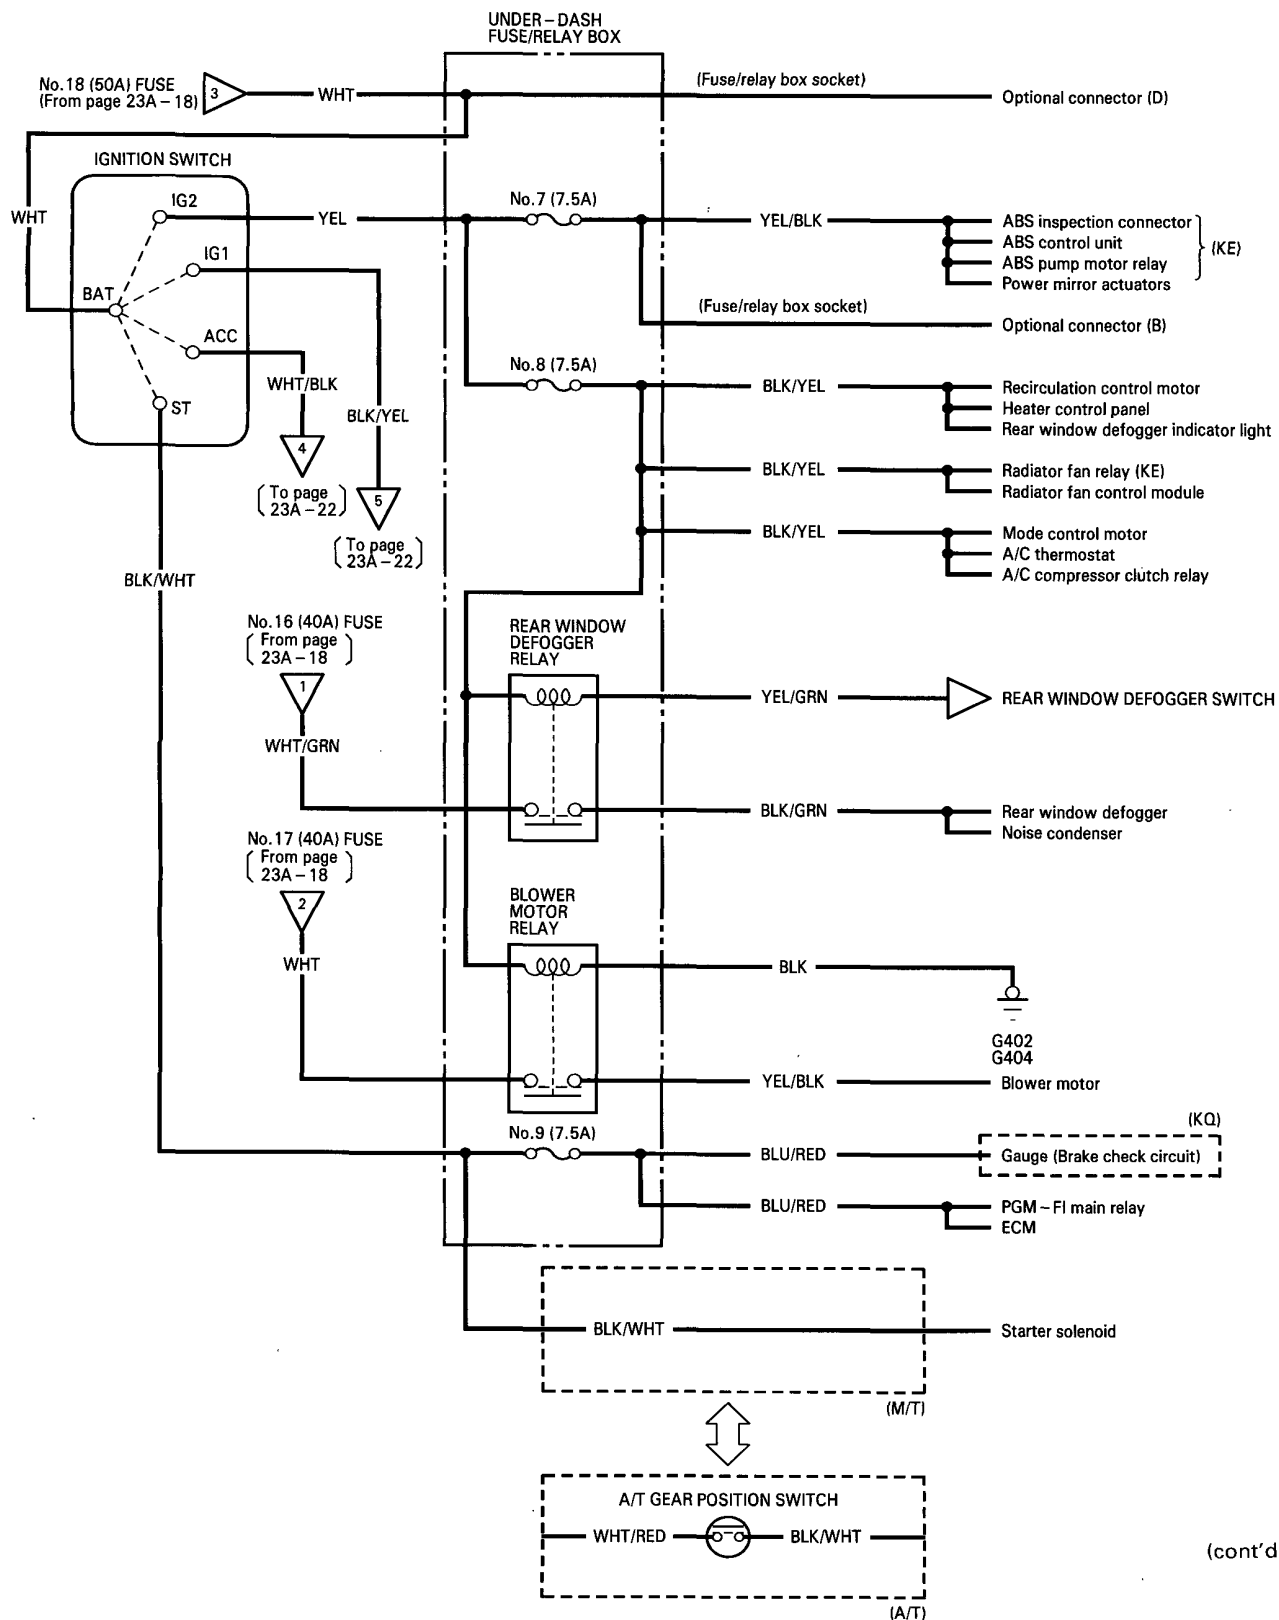 UNDER-DASH
FUSE/RELAY BOX
No.18 (50A) FUSE
(From page 23A-18)
3
WHT
(Fuse/relay box socket)
Optional connector (D)
IGNITION SWITCH
WHT
IG2
YEL
No.7 (7.5A)
YEL/BLK
ABS inspection connector
ABS control unit
ABS pump motor relay
Power mirror actuators
(KE)
IG1
BAT
(Fuse/relay box socket)
Optional connector (B)
ACC
WHT/BLK
No.8 (7.5A)
BLK/YEL
Recirculation control motor
Heater control panel
Rear window defogger indicator light
ST
BLK/YEL
4
(To page
23A-22)
5
(To page
23A-22)
BLK/YEL
Radiator fan relay (KE)
Radiator fan control module
BLK/YEL
Mode control motor
A/C thermostat
A/C compressor clutch relay
BLK/WHT
No.16 (40A) FUSE
(From page
23A-18)
1
WHT/GRN
REAR WINDOW
DEFOGGER
RELAY
YEL/GRN
REAR WINDOW DEFOGGER SWITCH
BLK/GRN
Rear window defogger
Noise condenser
No.17 (40A) FUSE
(From page
23A-18)
2
WHT
BLOWER
MOTOR
RELAY
BLK
G402
G404
YEL/BLK
Blower motor
No.9 (7.5A)
(KQ)
BLU/RED
Gauge (Brake check circuit)
BLU/RED
PGM-FI main relay
ECM
BLK/WHT
Starter solenoid
(M/T)
A/T GEAR POSITION SWITCH
WHT/RED
BLK/WHT
(A/T)
(cont'd